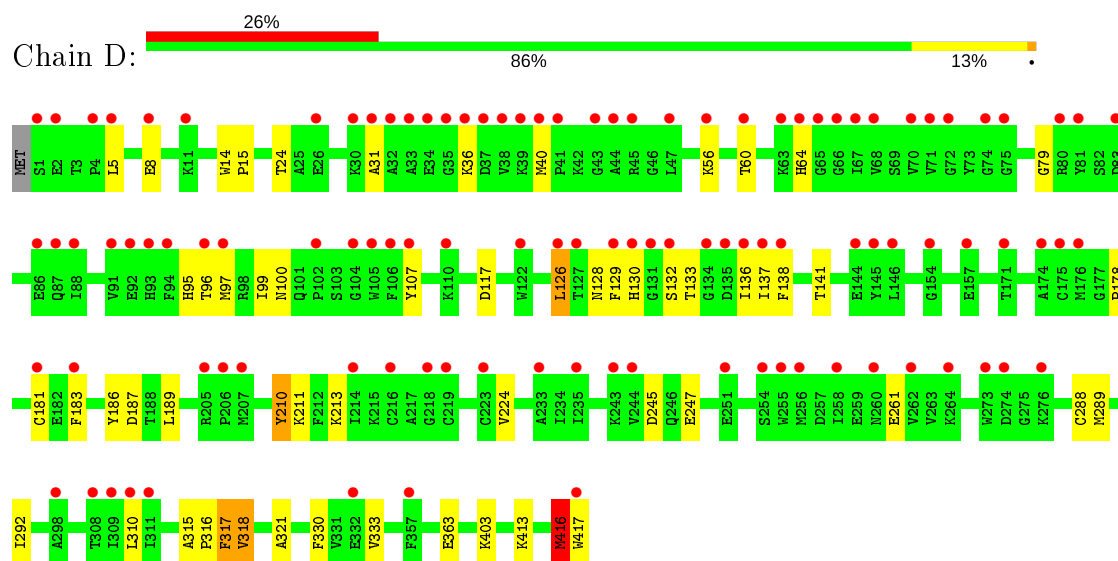 26%
Chain D:
86% 13% •
MET S1 E2 T3 P4 L5 E8 K11 W14 P15 T24 A25 E26 K30 A31 A32 A33 E34 G35 K36 D37 V38 K39 M40 P41 K42 G43 A44 R45 G46 L47 K56 T60 K63 H64 G65 G66 I67 V68 S69 V70 V71 G72 Y73 G74 G75 G79 R80 Y81 S82 D83
E86 Q87 I88 V91 E92 H93 F94 H95 T96 M97 R98 I99 N100 Q101 P102 S103 G104 W105 F106 Y107 K110 D117 W122 L126 T127 N128 F129 H130 G131 S132 T133 G134 D135 I136 I137 F138 T141 E144 Y145 L146 G154 E157 T171 A174 C175 M176 G177
C181 E182 F183 Y186 D187 T188 L189 R205 P206 M207 Y210 K211 F212 K213 I214 K215 C216 A217 G218 C219 C223 V224 A233 I234 I235 K243 V244 D245 Q246 E247 E251 S254 W255 M256 D257 I258 E259 N260 E261 V262 V263 K264 W273 D274 G275 K276 C288 M289
I292 A298 T308 I309 L310 I311 A315 P316 F317 V318 A321 F330 V331 E332 V333 F357 E363 K403 K413 M416 W417